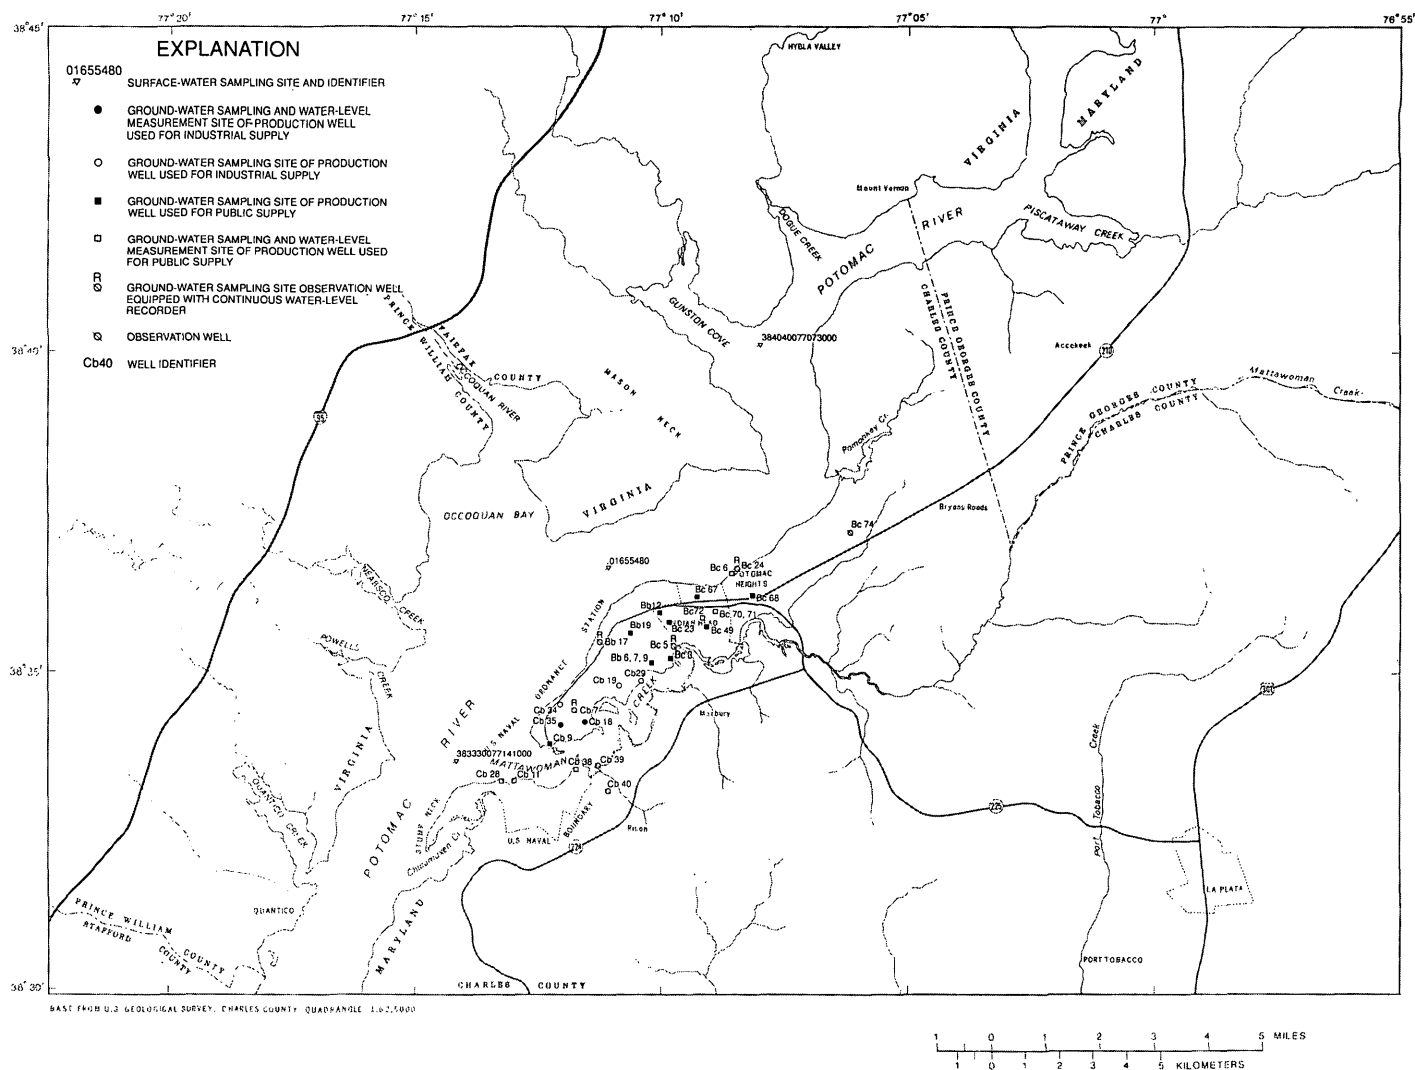 77°20' 77°15' 77°10' 77°05' 77° 76°55'
38°45'
EXPLANATION
01655480
SURFACE-WATER SAMPLING SITE AND IDENTIFIER
GROUND-WATER SAMPLING AND WATER-LEVEL
MEASUREMENT SITE OF PRODUCTION WELL
USED FOR INDUSTRIAL SUPPLY
GROUND-WATER SAMPLING SITE OF PRODUCTION
WELL USED FOR INDUSTRIAL SUPPLY
GROUND-WATER SAMPLING SITE OF PRODUCTION
WELL USED FOR PUBLIC SUPPLY
GROUND-WATER SAMPLING AND WATER-LEVEL
MEASUREMENT SITE OF PRODUCTION WELL USED
FOR PUBLIC SUPPLY
R
GROUND-WATER SAMPLING SITE OBSERVATION WELL
EQUIPPED WITH CONTINUOUS WATER-LEVEL
RECORDER
OBSERVATION WELL
Cb40 WELL IDENTIFIER
HYBLA VALLEY
VIRGINIA
MARYLAND
Mount Vernon
DOGUE CREEK
POTOMAC RIVER
PISCATAWAY CREEK
PRINCE GEORGES COUNTY
CHARLES COUNTY
GUNSTON COVE
384040077073000
Accokeek
210
38°40'
PRINCE WILLIAM COUNTY
FAIRFAX COUNTY
OCCOQUAN RIVER
MASON NECK
95
Mattawoman Creek
PRINCE GEORGES COUNTY
CHARLES COUNTY
Pomonkey Cr.
OCCOQUAN BAY
VIRGINIA
Bryans Roads
Bc 74
01655480
NEABSCO CREEK
POWELLS CREEK
R
Bc 6
Bc 24
POTOMAC
HEIGHTS
Bc 67
Bc 68
Bb12
Bc72
Bc 70, 71
INDIAN HEAD
Bb19
Bc 23
Bc 49
R
Bb 17
R
Bc 5
Bb 6, 7, 9
Bc 8
38°35'
Cb 19
Cb29
CREEK
R
Cb 34
Cb 7
Cb 35
Cb 18
Cb 9
U.S NAVAL ORDNANCE STATION
Marbury
301
RIVER
383330077141000
MATTAWOMAN
Cb 38
Cb 39
Cb 28
Cb 11
Cb 40
VIRGINIA
QUANTICO CREEK
POTOMAC
STUMP NECK
Chicamuxen Cr
U.S NAVAL BOUNDARY
Rison
224
225
Port Tobacco Creek
LA PLATA
QUANTICO
PRINCE WILLIAM COUNTY
STAFFORD COUNTY
MARYLAND
PORT TOBACCO
38°30'
CHARLES COUNTY
BASE FROM U.S GEOLOGICAL SURVEY, CHARLES COUNTY QUADRANGLE 1:62,5000
1 0 1 2 3 4 5 MILES
1 0 1 2 3 4 5 KILOMETERS